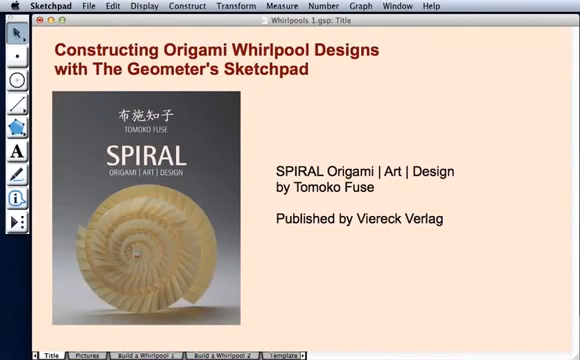 Sketchpad File Edit Display Construct Transform Measure Number Graph Window Help
Whirlpools 1.gsp: Title
Constructing Origami Whirlpool Designs
with The Geometer's Sketchpad
布施知子
TOMOKO FUSE
SPIRAL
ORIGAMI | ART | DESIGN
SPIRAL Origami | Art | Design
by Tomoko Fuse
Published by Viereck Verlag
A
Title Pictures Build a Whirlpool 1 Build a Whirlpool 2 Template